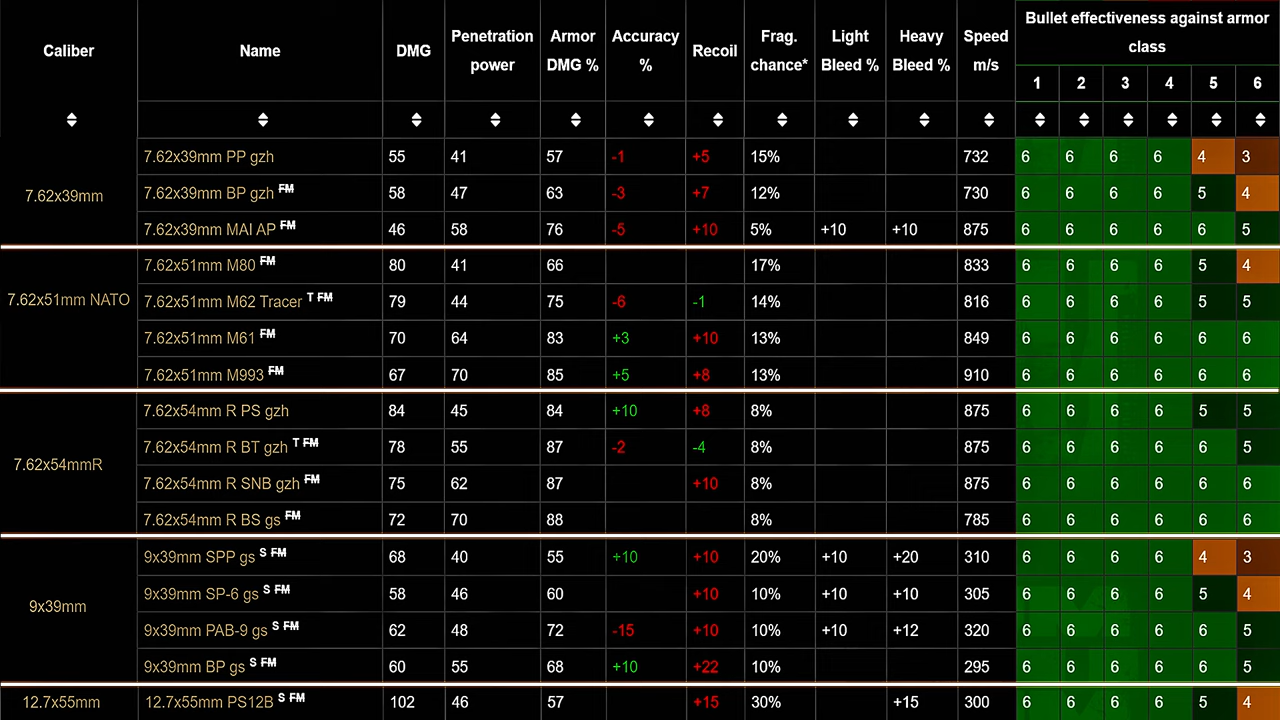 Caliber Name DMG Penetration power Armor DMG % Accuracy % Recoil Frag. chance* Light Bleed % Heavy Bleed % Speed m/s Bullet effectiveness against armor class
1 2 3 4 5 6
7.62x39mm
7.62x39mm PP gzh 55 41 57 -1 +5 15% 732 6 6 6 6 4 3
7.62x39mm BP gzh FM 58 47 63 -3 +7 12% 730 6 6 6 6 5 4
7.62x39mm MAI AP FM 46 58 76 -5 +10 5% +10 +10 875 6 6 6 6 6 5
7.62x51mm NATO
7.62x51mm M80 FM 80 41 66 17% 833 6 6 6 6 5 4
7.62x51mm M62 Tracer T FM 79 44 75 -6 -1 14% 816 6 6 6 6 5 5
7.62x51mm M61 FM 70 64 83 +3 +10 13% 849 6 6 6 6 6 6
7.62x51mm M993 FM 67 70 85 +5 +8 13% 910 6 6 6 6 6 6
7.62x54mmR
7.62x54mm R PS gzh 84 45 84 +10 +8 8% 875 6 6 6 6 5 5
7.62x54mm R BT gzh T FM 78 55 87 -2 -4 8% 875 6 6 6 6 6 5
7.62x54mm R SNB gzh FM 75 62 87 +10 8% 875 6 6 6 6 6 6
7.62x54mm R BS gs FM 72 70 88 8% 785 6 6 6 6 6 6
9x39mm
9x39mm SPP gs S FM 68 40 55 +10 +10 20% +10 +20 310 6 6 6 6 4 3
9x39mm SP-6 gs S FM 58 46 60 +10 10% +10 +10 305 6 6 6 6 5 4
9x39mm PAB-9 gs S FM 62 48 72 -15 +10 10% +10 +12 320 6 6 6 6 6 5
9x39mm BP gs S FM 60 55 68 +10 +22 10% 295 6 6 6 6 6 5
12.7x55mm
12.7x55mm PS12B S FM 102 46 57 +15 30% +15 300 6 6 6 6 5 4